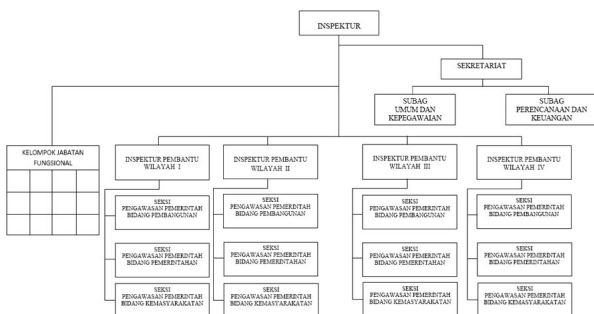 INSPEKTUR
SEKRETARIAT
SUBAG
UMUM DAN
KEPEGAWAIAN
SUBAG
PERENCANAAN DAN
KEUANGAN
KELOMPOK JABATAN
FUNGSIONAL
INSPEKTUR PEMBANTU
WILAYAH I
INSPEKTUR PEMBANTU
WILAYAH II
INSPEKTUR PEMBANTU
WILAYAH III
INSPEKTUR PEMBANTU
WILAYAH IV
SEKSI
PENGAWASAN PEMERINTAH
BIDANG PEMBANGUNAN
SEKSI
PENGAWASAN PEMERINTAH
BIDANG PEMBANGUNAN
SEKSI
PENGAWASAN PEMERINTAH
BIDANG PEMBANGUNAN
SEKSI
PENGAWASAN PEMERINTAH
BIDANG PEMBANGUNAN
SEKSI
PENGAWASAN PEMERINTAH
BIDANG PEMERINTAHAN
SEKSI
PENGAWASAN PEMERINTAH
BIDANG PEMERINTAHAN
SEKSI
PENGAWASAN PEMERINTAH
BIDANG PEMERINTAHAN
SEKSI
PENGAWASAN PEMERINTAH
BIDANG PEMERINTAHAN
SEKSI
PENGAWASAN PEMERINTAH
BIDANG KEMASYARAKATAN
SEKSI
PENGAWASAN PEMERINTAH
BIDANG KEMASYARAKATAN
SEKSI
PENGAWASAN PEMERINTAH
BIDANG KEMASYARAKATAN
SEKSI
PENGAWASAN PEMERINTAH
BIDANG KEMASYARAKATAN